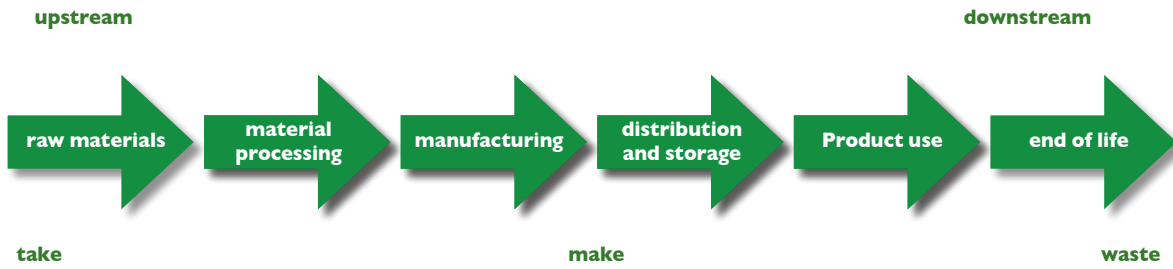 upstream
downstream
raw materials
material
processing
manufacturing
distribution
and storage
Product use
end of life
take
make
waste